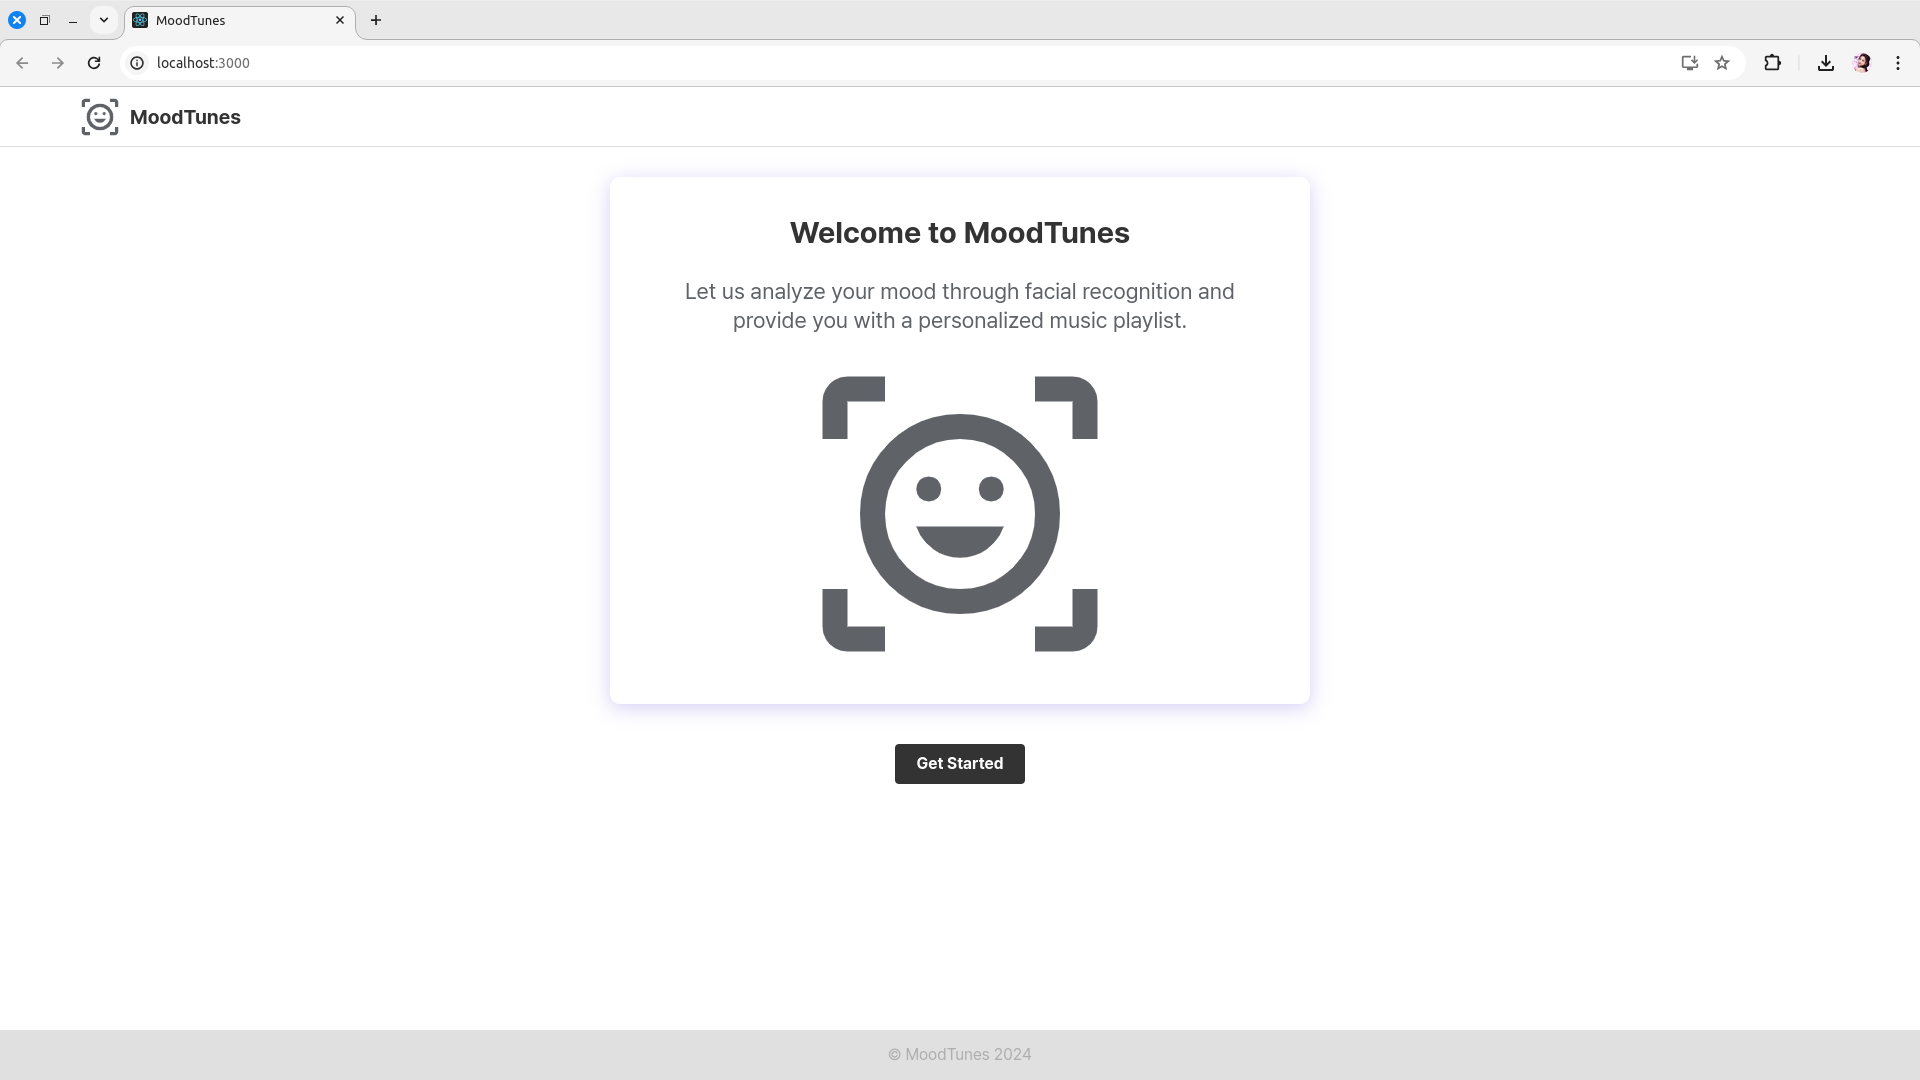 MoodTunes
localhost:3000
MoodTunes
Welcome to MoodTunes
Let us analyze your mood through facial recognition and
provide you with a personalized music playlist.
Get Started
© MoodTunes 2024